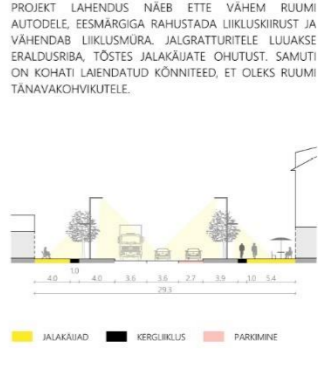 PROJEKT LAHENDUS NÄEB ETTE VÄHEM RUUMI
AUTODELE, EESMÄRGIGA RAHUSTADA LIIKLUSKIIRUST JA
VÄHENDAB LIIKLUSMÜRA. JALGRATTURITELE LUUAKSE
ERALDUSRIBA, TÕSTES JALAKÄIJATE OHUTUST. SAMUTI
ON KOHATI LAIENDATUD KÕNNITEED, ET OLEKS RUUMI
TÄNAVAKOHVIKUTELE.
1,0
4.0 4.0 3.6 3.6 2.7 3.9 1,0 5.4
29.3
JALAKÄIJAD KERGLIIKLUS PARKIMINE